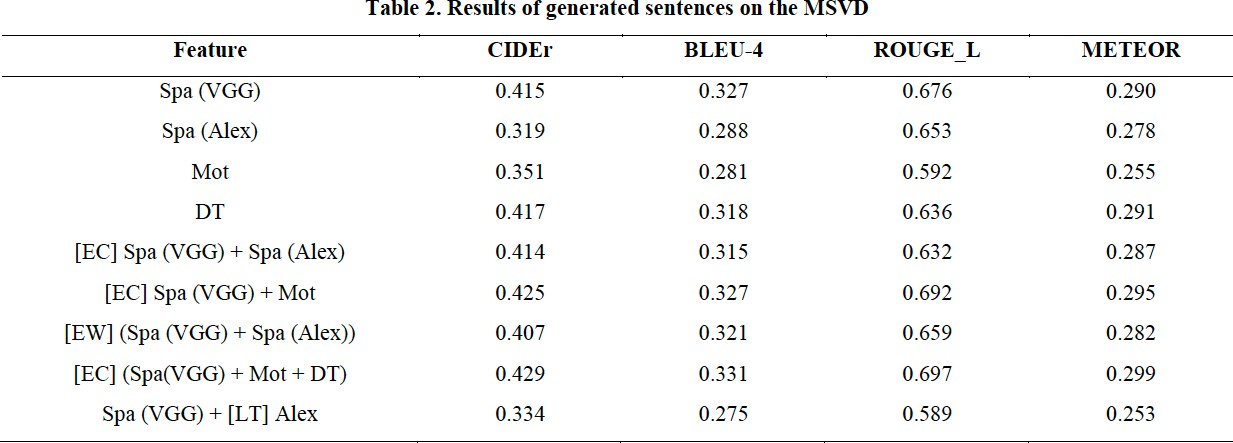 Table 2. Results of generated sentences on the MSVD
Feature CIDEr BLEU-4 ROUGE_L METEOR
Spa (VGG) 0.415 0.327 0.676 0.290
Spa (Alex) 0.319 0.288 0.653 0.278
Mot 0.351 0.281 0.592 0.255
DT 0.417 0.318 0.636 0.291
[EC] Spa (VGG) + Spa (Alex) 0.414 0.315 0.632 0.287
[EC] Spa (VGG) + Mot 0.425 0.327 0.692 0.295
[EW] (Spa (VGG) + Spa (Alex)) 0.407 0.321 0.659 0.282
[EC] (Spa(VGG) + Mot + DT) 0.429 0.331 0.697 0.299
Spa (VGG) + [LT] Alex 0.334 0.275 0.589 0.253